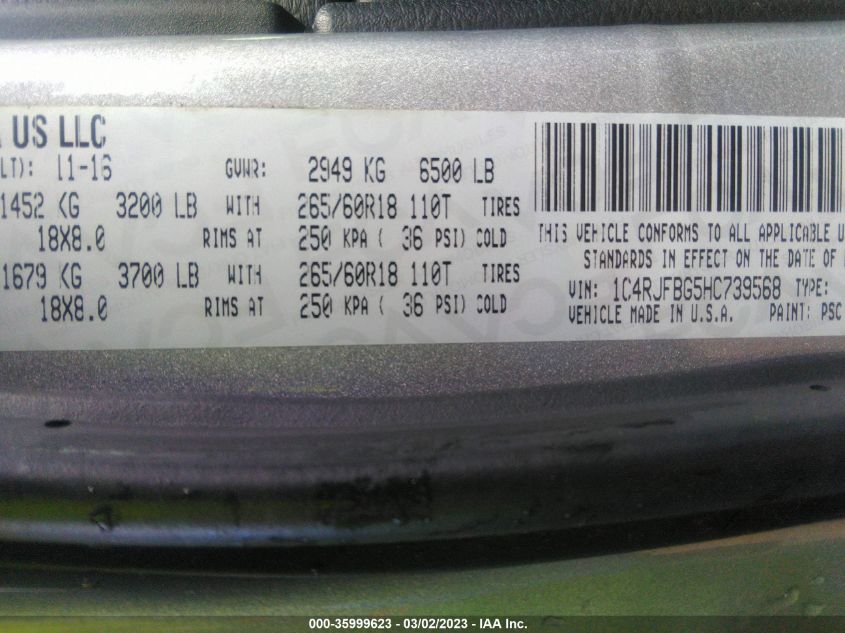 US LLC
LT): 11-16 GVWR: 2949 KG 6500 LB
1452 KG 3200 LB WITH 265/60R18 110T TIRES
18X8.0 RIMS AT 250 KPA ( 36 PSI) COLD
1679 KG 3700 LB WITH 265/60R18 110T TIRES
18X8.0 RIMS AT 250 KPA ( 36 PSI) COLD
THIS VEHICLE CONFORMS TO ALL APPLICABLE U
STANDARDS IN EFFECT ON THE DATE OF
VIN: 1C4RJFBG5HC739568 TYPE:
VEHICLE MADE IN U.S.A. PAINT: PSC
000-35999623 - 03/02/2023 - IAA Inc.